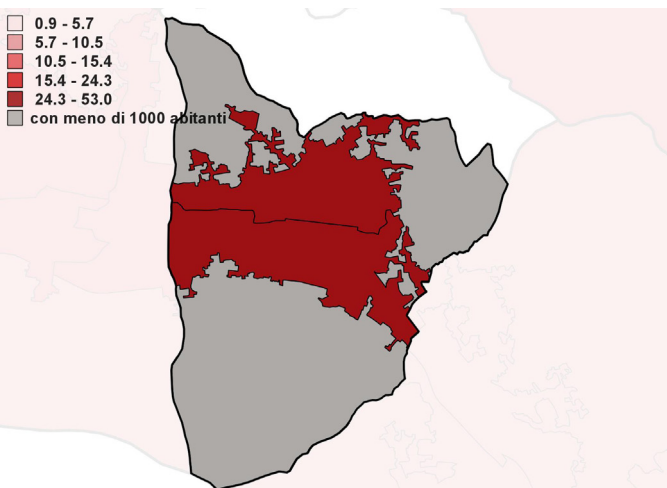 0.9 - 5.7
5.7 - 10.5
10.5 - 15.4
15.4 - 24.3
24.3 - 53.0
con meno di 1000 abitanti